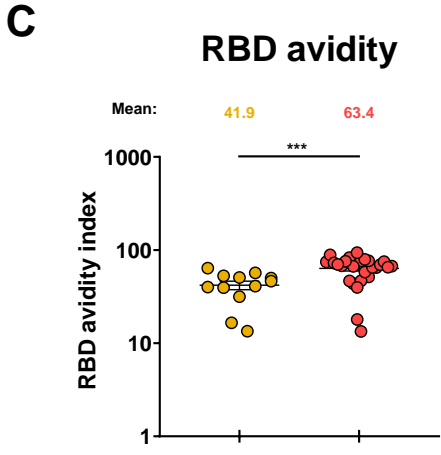 C
RBD avidity
Mean: 41.9 63.4
***
1000
100
10
1
RBD avidity index